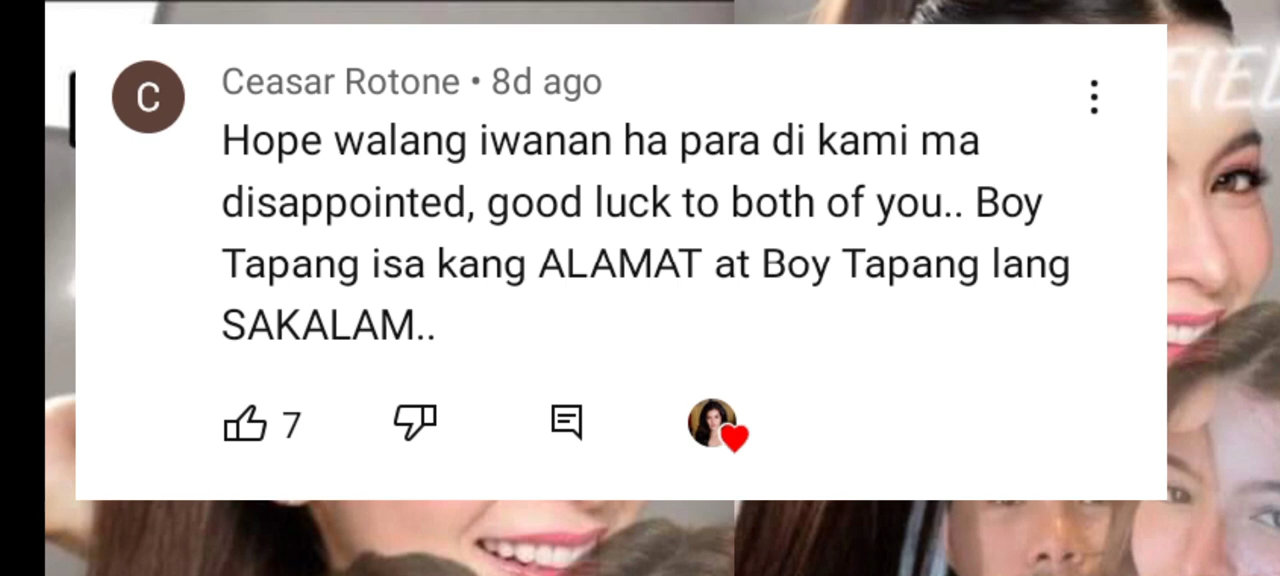 C
Ceasar Rotone • 8d ago
Hope walang iwanan ha para di kami ma
disappointed, good luck to both of you.. Boy
Tapang isa kang ALAMAT at Boy Tapang lang
SAKALAM..
7